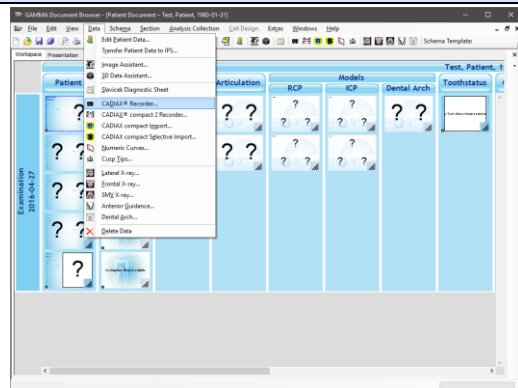 GAMMA Document Browser - [Patient Document - Test, Patient, 1980-01-31]
File Edit View Data Schema Section Analysis Collection Cell Design Extras Windows Help
Schema Template:
Workspace Presentation
Edit Patient Data...
Transfer Patient Data to IPS...
Image Assistant...
3D Data Assistant...
Slavicek Diagnostic Sheet
CADIAX® Recorder...
CADIAX® compact 2 Recorder...
CADIAX compact Import...
CADIAX compact Selective Import...
Numeric Curves...
Cusp Tips...
Lateral X-ray...
Frontal X-ray...
SMV X-ray...
Anterior Guidance...
Dental Arch...
Delete Data
Test, Patient, 1
Patient
Articulation
Models
RCP
ICP
Dental Arch
Toothstatus
Examination
2016-04-27
? ? ? ? ? ?
? ? ? ? ? ?
? ? ? ? ? ?
? ?
? ?
?